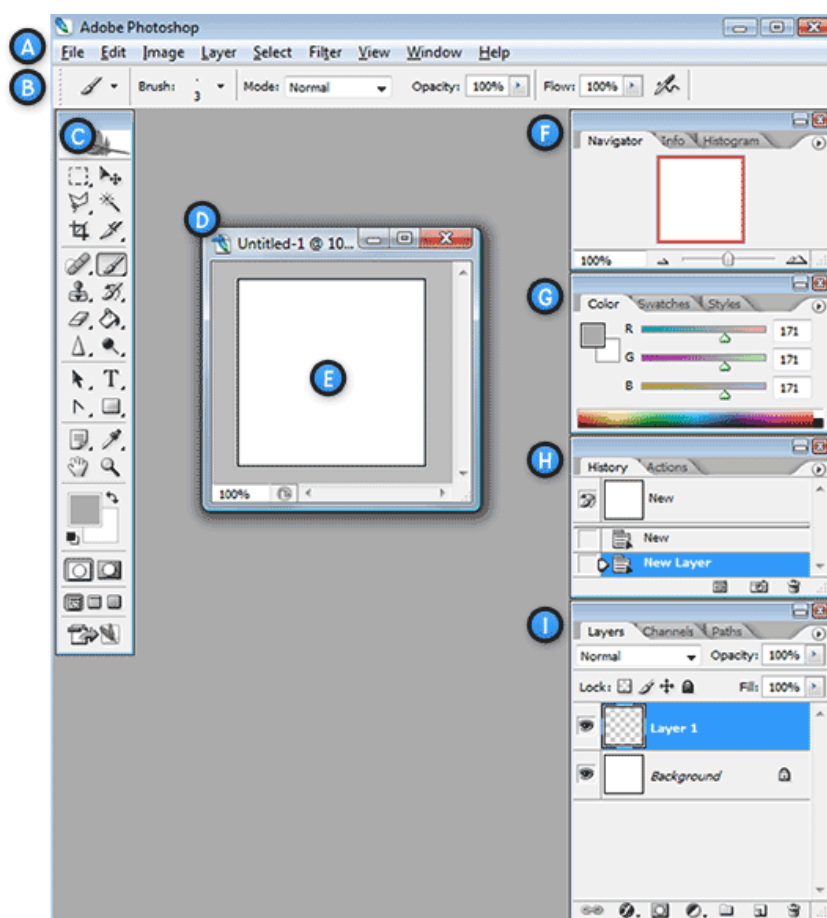 Adobe Photoshop
A
File Edit Image Layer Select Filter View Window Help
B
Brush: 3 Mode: Normal Opacity: 100% Flow: 100%
C
D
Untitled-1 @ 10...
E
100%
F
Navigator Info Histogram
100%
G
Color Swatches Styles
R 171
G 171
B 171
H
History Actions
New
New
New Layer
I
Layers Channels Paths
Normal Opacity: 100%
Lock: Fill: 100%
Layer 1
Background
T